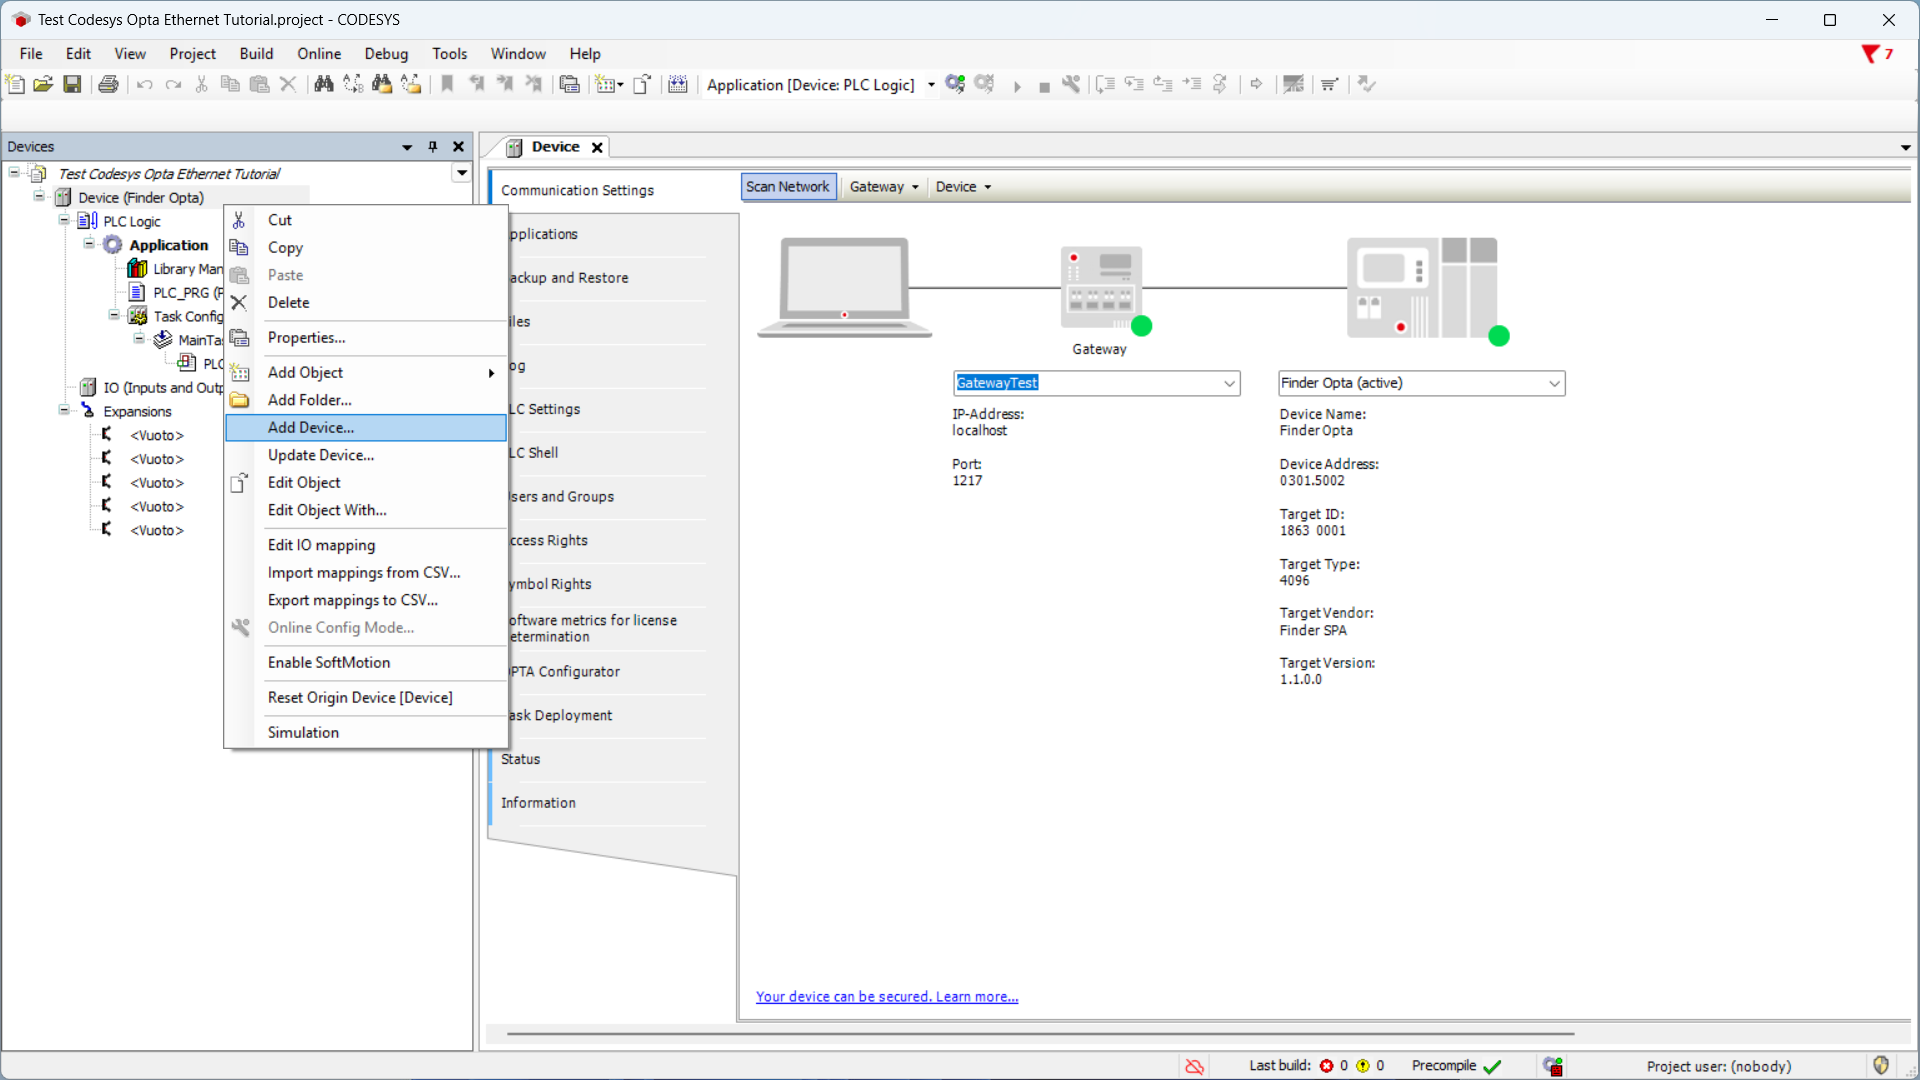 Test Codesys Opta Ethernet Tutorial.project - CODESYS
File Edit View Project Build Online Debug Tools Window Help
7
Application [Device: PLC Logic]
Devices
Test Codesys Opta Ethernet Tutorial
Device (Finder Opta)
PLC Logic
Application
Library Man
PLC_PRG (P
Task Config
MainTas
PLC
IO (Inputs and Outp
Expansions
<Vuoto>
<Vuoto>
<Vuoto>
<Vuoto>
<Vuoto>
Cut
Copy
Paste
Delete
Properties...
Add Object
Add Folder...
Add Device...
Update Device...
Edit Object
Edit Object With...
Edit IO mapping
Import mappings from CSV...
Export mappings to CSV...
Online Config Mode...
Enable SoftMotion
Reset Origin Device [Device]
Simulation
Device
Communication Settings
pplications
ackup and Restore
iles
og
LC Settings
LC Shell
sers and Groups
ccess Rights
ymbol Rights
oftware metrics for license
etermination
OPTA Configurator
ask Deployment
Status
Information
Scan Network Gateway Device
Gateway
GatewayTest
IP-Address:
localhost
Port:
1217
Finder Opta (active)
Device Name:
Finder Opta
Device Address:
0301.5002
Target ID:
1863 0001
Target Type:
4096
Target Vendor:
Finder SPA
Target Version:
1.1.0.0
Your device can be secured. Learn more...
Last build: 0 0 Precompile Project user: (nobody)